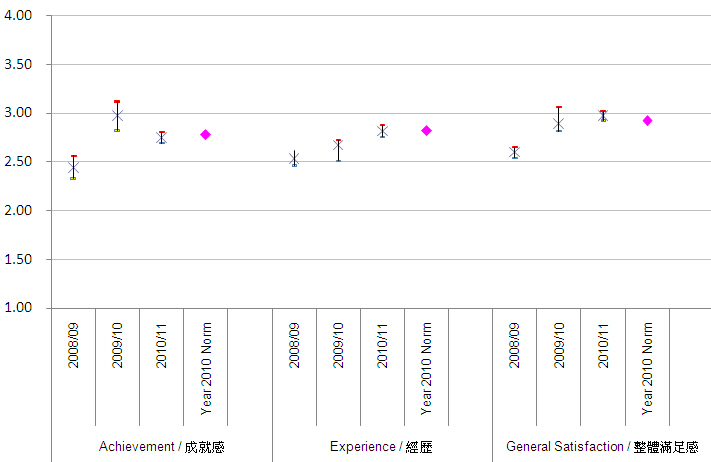 4.00
3.50
3.00
2.50
2.00
1.50
1.00
2008/09
2009/10
2010/11
Year 2010 Norm
2008/09
2009/10
2010/11
Year 2010 Norm
2008/09
2009/10
2010/11
Year 2010 Norm
Achievement / 成就感
Experience / 經歷
General Satisfaction / 整體滿足感